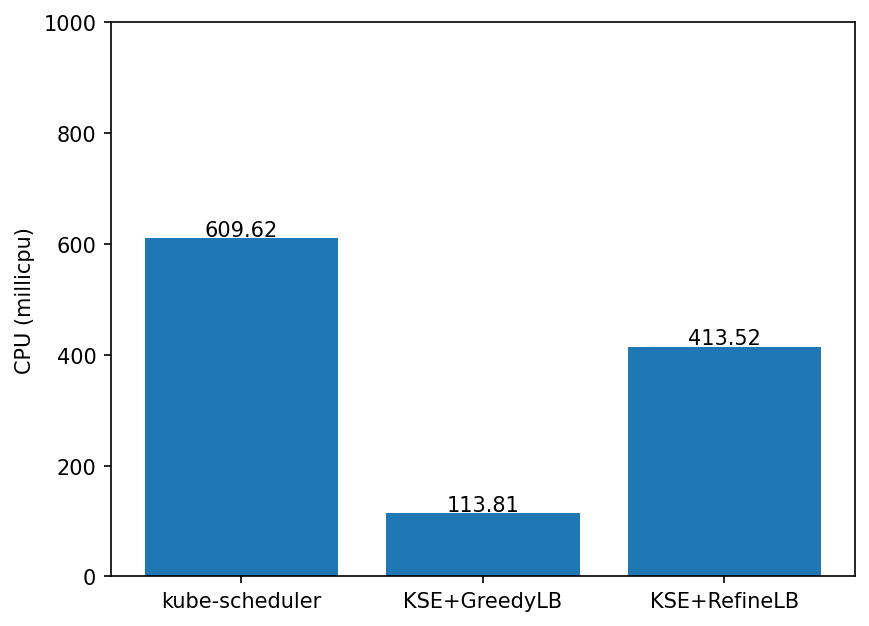 1000
800
600
400
200
0
CPU (millicpu)
609.62
113.81
413.52
kube-scheduler
KSE+GreedyLB
KSE+RefineLB